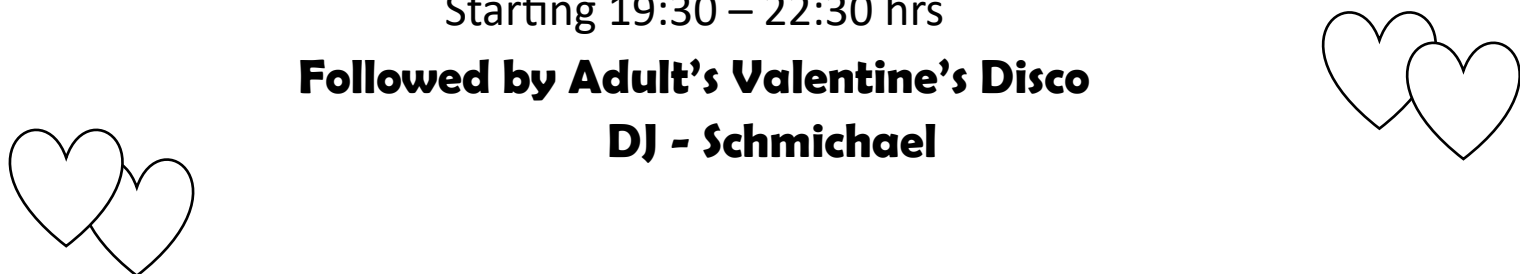 Starting 19:30 – 22:30 hrs
Followed by Adult’s Valentine’s Disco
DJ - Schmichael